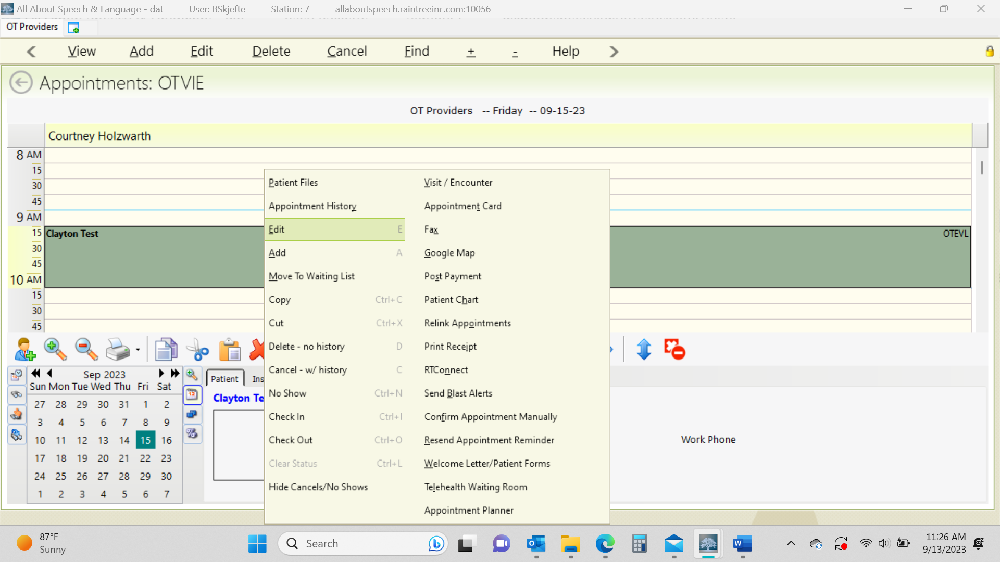 All About Speech & Language - dat User: BSkjefte Station: 7 allaboutspeech.raintreeinc.com:10056
OT Providers
View Add Edit Delete Cancel Find + - Help
Appointments: OTVIE
OT Providers -- Friday -- 09-15-23
Courtney Holzwarth
8 AM
15
30
45
9 AM
15 Clayton Test OTEVL
30
45
10 AM
15
30
45
Patient Files
Appointment History
Edit E
Add A
Move To Waiting List
Copy Ctrl+C
Cut Ctrl+X
Delete - no history D
Cancel - w/ history C
No Show Ctrl+N
Check In Ctrl+I
Check Out Ctrl+O
Clear Status Ctrl+L
Hide Cancels/No Shows
Visit / Encounter
Appointment Card
Fax
Google Map
Post Payment
Patient Chart
Relink Appointments
Print Receipt
RTConnect
Send Blast Alerts
Confirm Appointment Manually
Resend Appointment Reminder
Welcome Letter/Patient Forms
Telehealth Waiting Room
Appointment Planner
Sep 2023
Sun Mon Tue Wed Thu Fri Sat
27 28 29 30 31 1 2
3 4 5 6 7 8 9
10 11 12 13 14 15 16
17 18 19 20 21 22 23
24 25 26 27 28 29 30
1 2 3 4 5 6 7
12
Patient Ins
Clayton Te
Work Phone
87°F
Sunny
Search
11:26 AM
9/13/2023